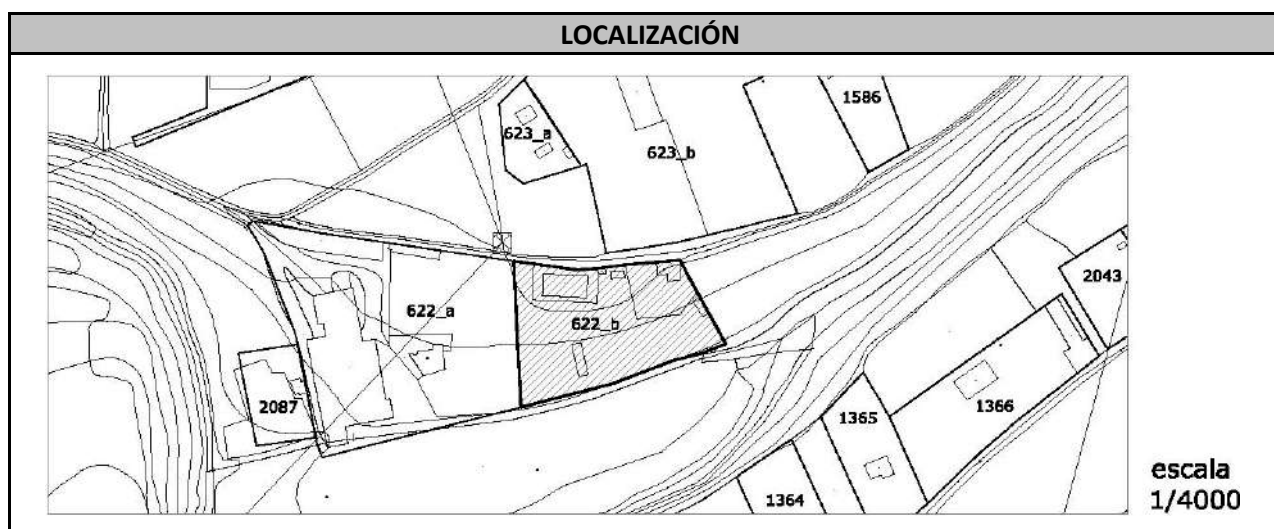 LOCALIZACIÓN
1586
623_a
623_b
2043
622_a
622_b
2087
1365
1366
1364
escala
1/4000